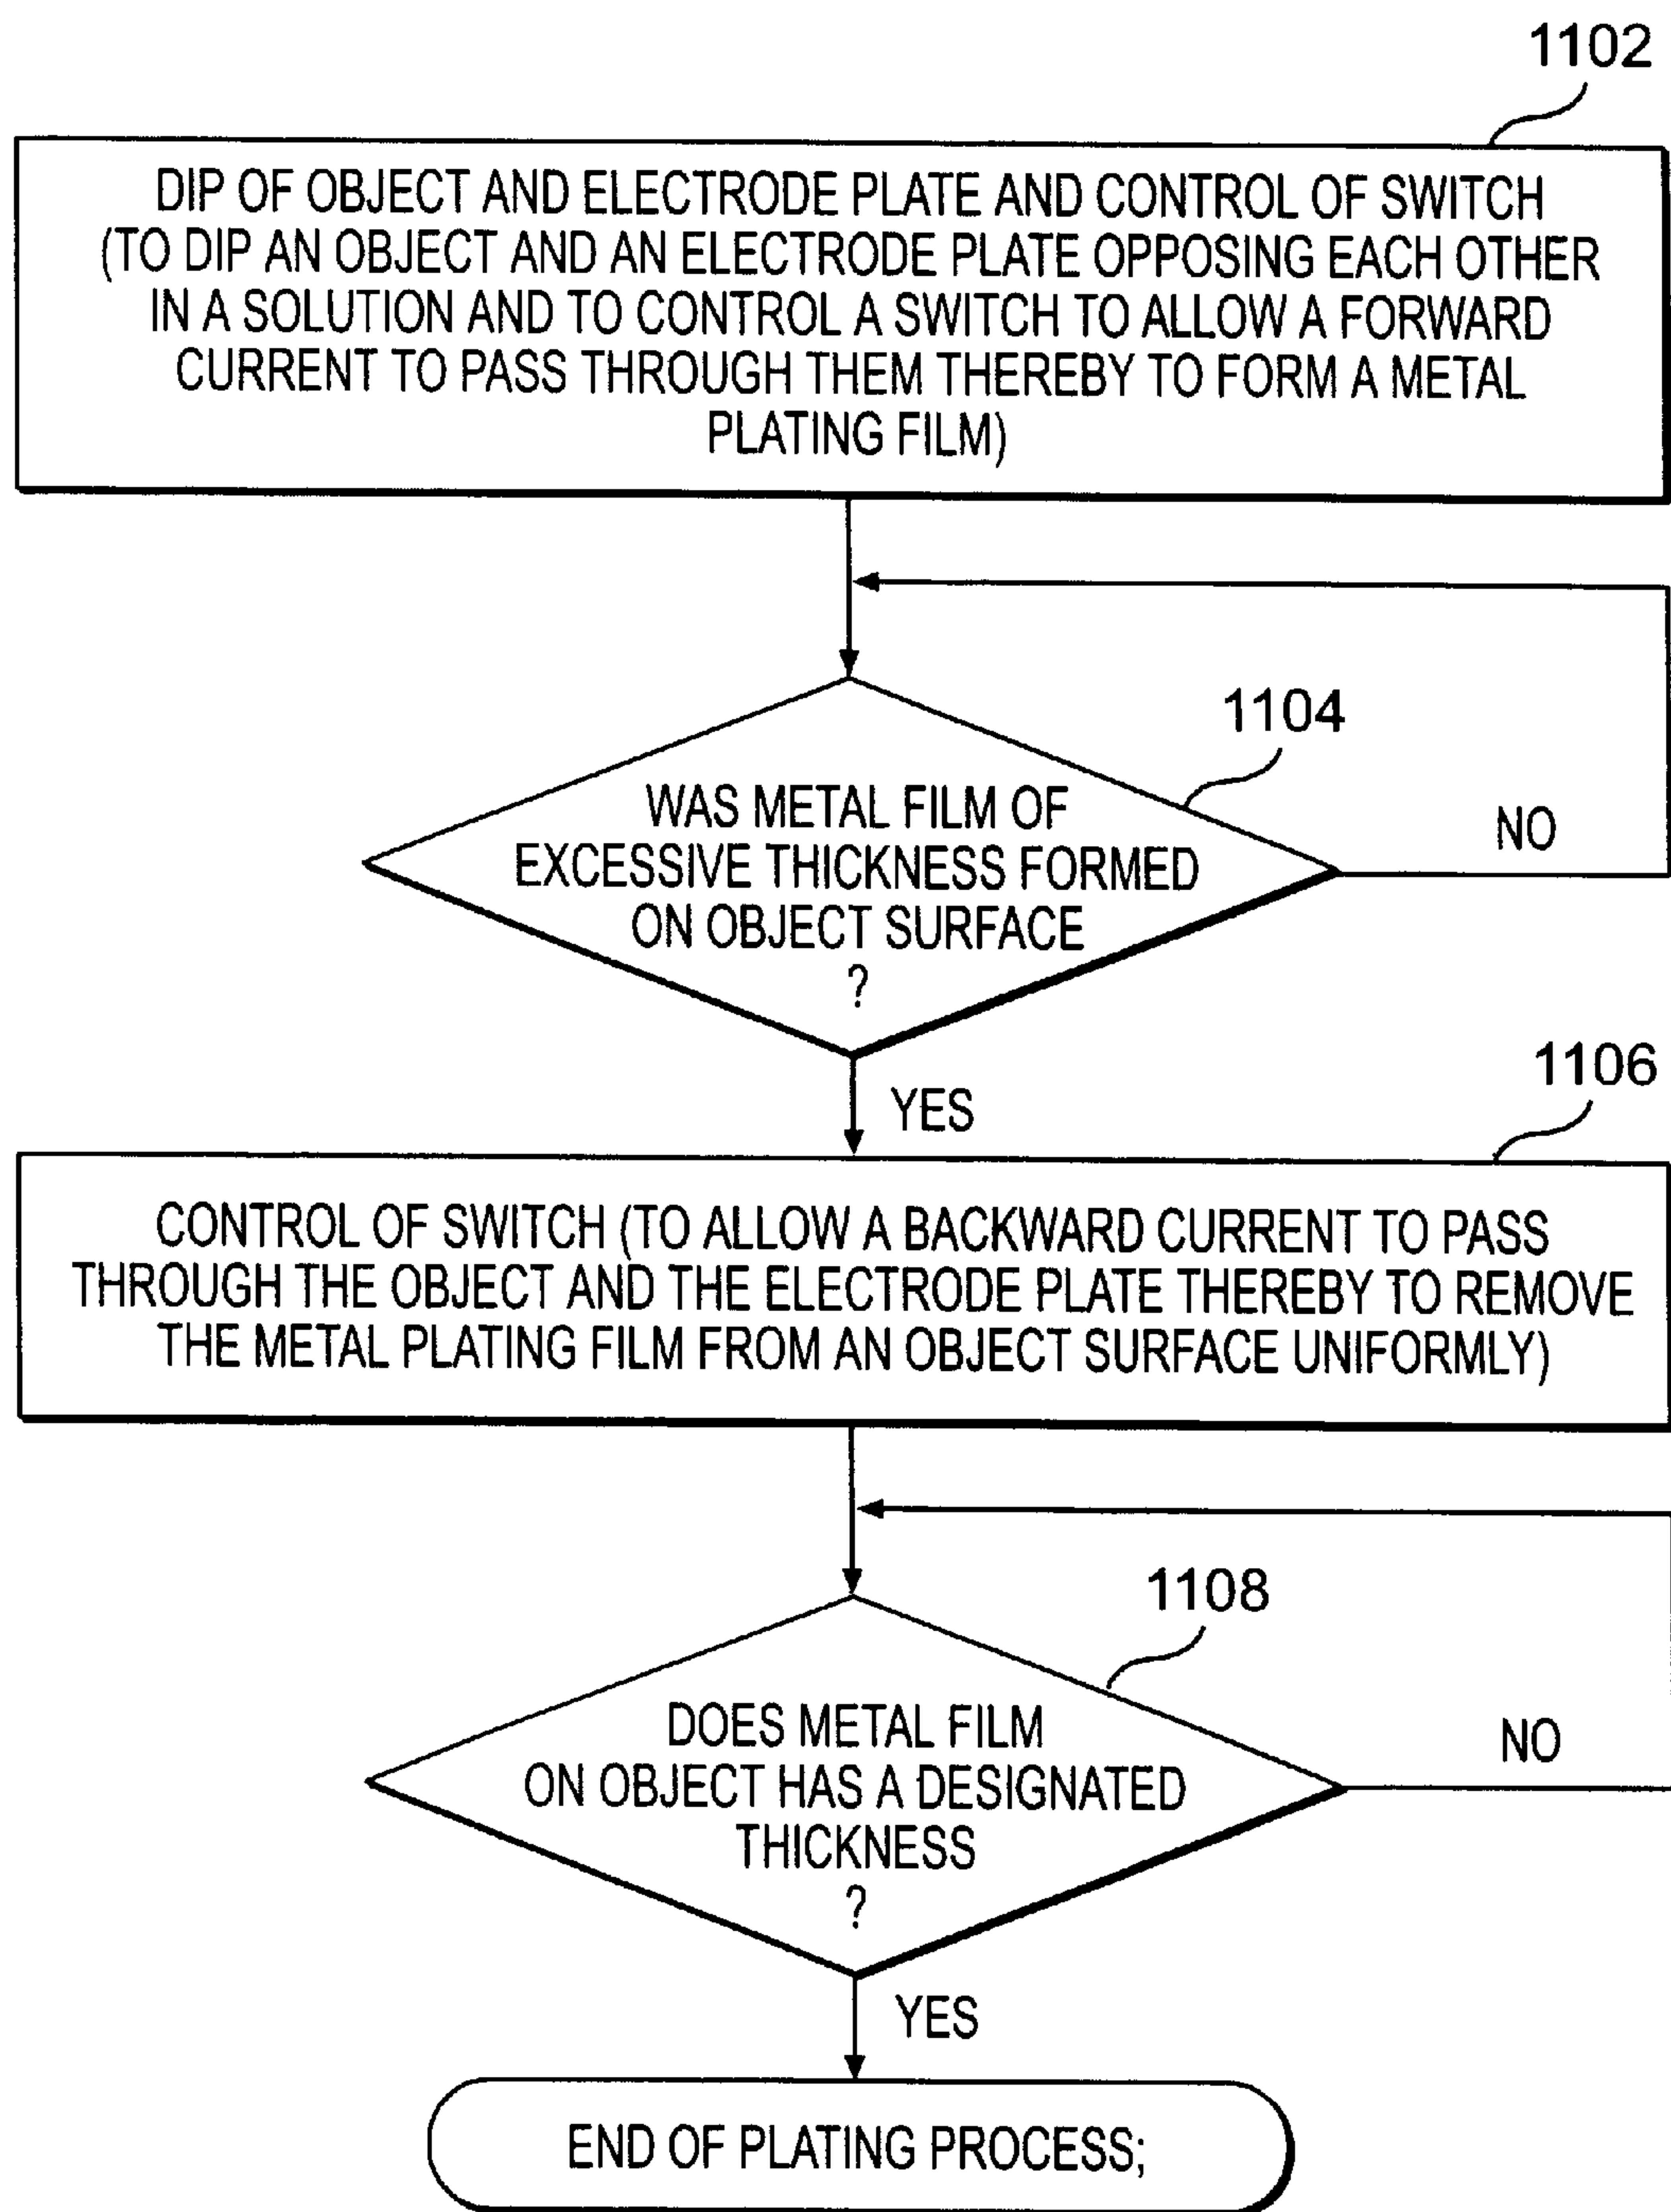 1102
DIP OF OBJECT AND ELECTRODE PLATE AND CONTROL OF SWITCH
(TO DIP AN OBJECT AND AN ELECTRODE PLATE OPPOSING EACH OTHER
IN A SOLUTION AND TO CONTROL A SWITCH TO ALLOW A FORWARD
CURRENT TO PASS THROUGH THEM THEREBY TO FORM A METAL
PLATING FILM)
1104
WAS METAL FILM OF
EXCESSIVE THICKNESS FORMED
ON OBJECT SURFACE
?
NO
YES
1106
CONTROL OF SWITCH (TO ALLOW A BACKWARD CURRENT TO PASS
THROUGH THE OBJECT AND THE ELECTRODE PLATE THEREBY TO REMOVE
THE METAL PLATING FILM FROM AN OBJECT SURFACE UNIFORMLY)
1108
DOES METAL FILM
ON OBJECT HAS A DESIGNATED
THICKNESS
?
NO
YES
END OF PLATING PROCESS;